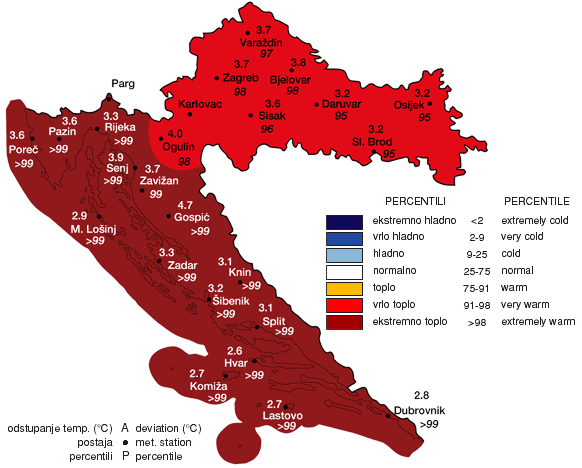 3.7
Varaždin
97
3.7
Zagreb
98
3.8
Bjelovar
98
Parg
Karlovac
3.6
Sisak
96
3.2
Daruvar
95
3.2
Osijek
95
3.2
Sl. Brod
95
4.0
Ogulin
98
3.6
Poreč
>99
3.6
Pazin
>99
3.3
Rijeka
>99
3.9
Senj
>99
3.7
Zavižan
99
4.7
Gospić
>99
2.9
M. Lošinj
>99
3.3
Zadar
>99
3.1
Knin
>99
3.2
Šibenik
>99
3.1
Split
>99
2.6
Hvar
>99
2.7
Komiža
>99
2.7
Lastovo
>99
2.8
Dubrovnik
>99
PERCENTILI PERCENTILE
ekstremno hladno <2 extremely cold
vrlo hladno 2-9 very cold
hladno 9-25 cold
normalno 25-75 normal
toplo 75-91 warm
vrlo toplo 91-98 very warm
ekstremno toplo >98 extremely warm
odstupanje temp. (°C) A deviation (°C)
postaja met. station
percentili P percentile